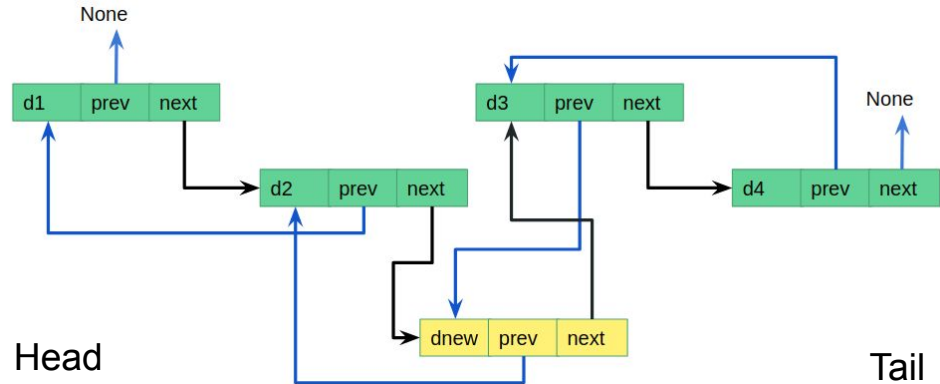 None
d1 prev next
d3 prev next
None
d2 prev next
d4 prev next
dnew prev next
Head
Tail